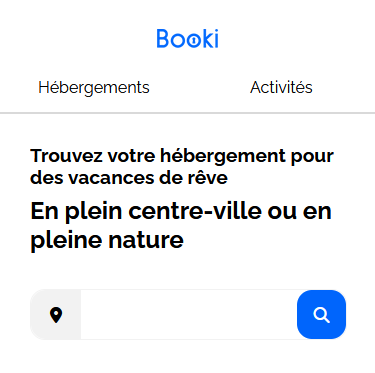 Booki
Hébergements
Activités
Trouvez votre hébergement pour
des vacances de rêve
En plein centre-ville ou en
pleine nature